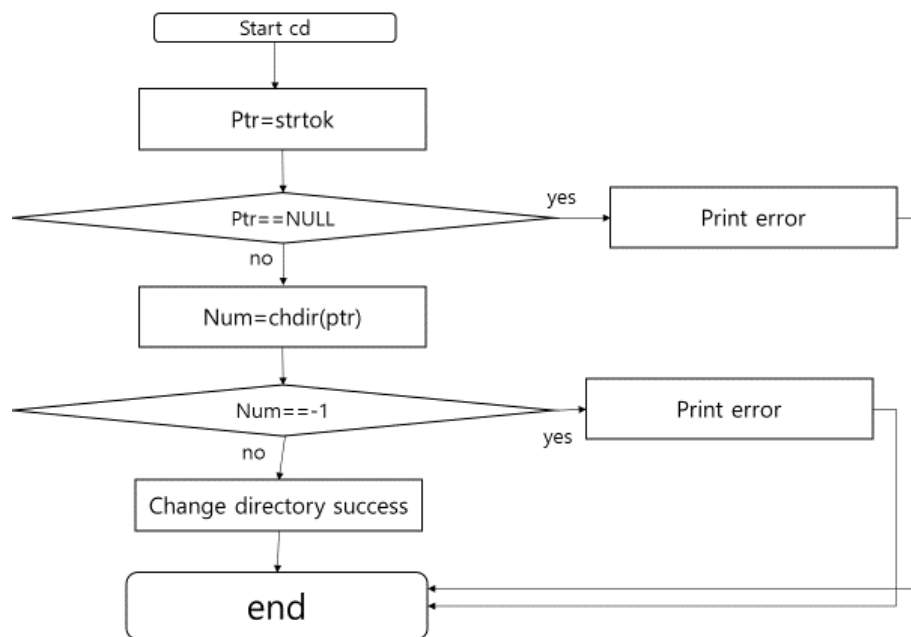 Start cd
Ptr=strtok
Ptr==NULL
yes
Print error
no
Num=chdir(ptr)
Num==-1
yes
Print error
no
Change directory success
end